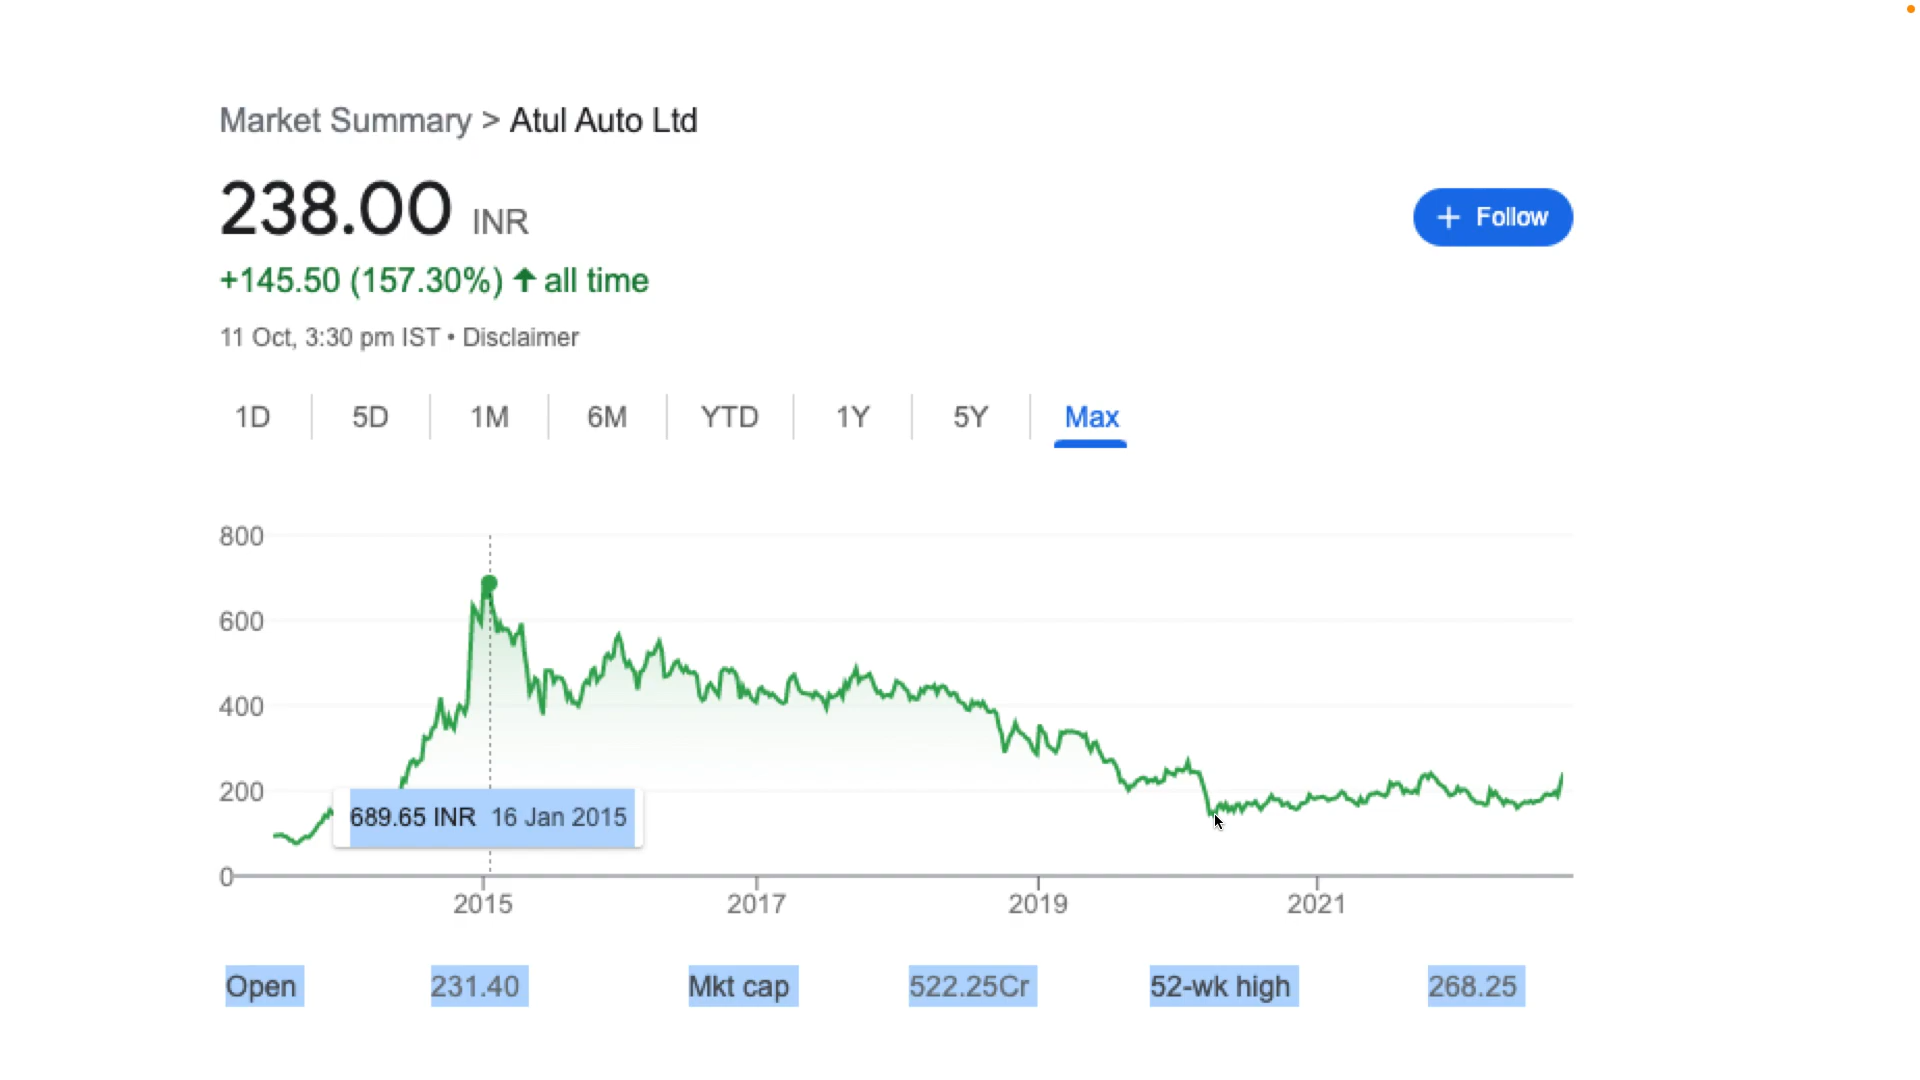 Market Summary > Atul Auto Ltd
238.00 INR
+ Follow
+145.50 (157.30%) ↑ all time
11 Oct, 3:30 pm IST • Disclaimer
1D 5D 1M 6M YTD 1Y 5Y Max
800
600
400
200
689.65 INR 16 Jan 2015
0
2015 2017 2019 2021
Open 231.40 Mkt cap 522.25Cr 52-wk high 268.25